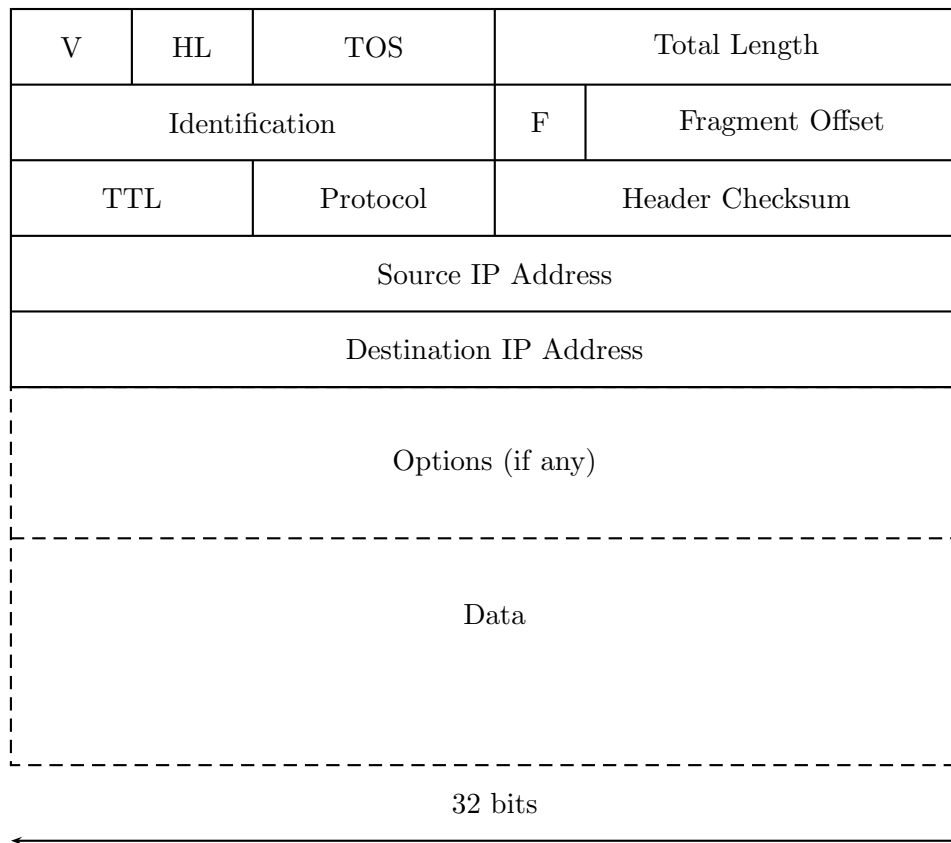 V HL TOS Total Length
Identification F Fragment Offset
TTL Protocol Header Checksum
Source IP Address
Destination IP Address
Options (if any)
Data
32 bits